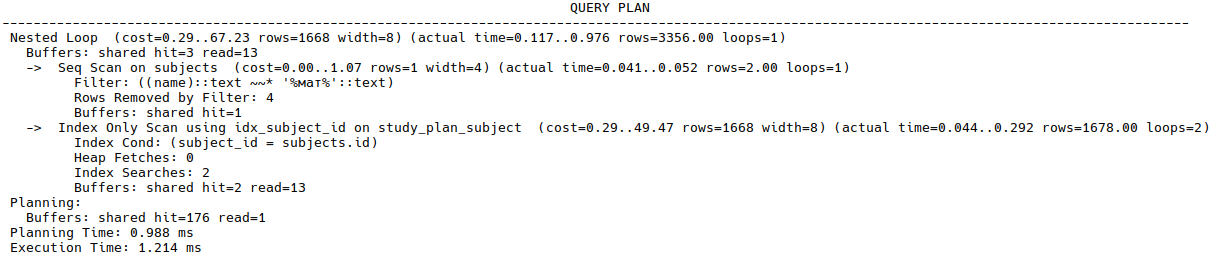 QUERY PLAN
-----------------------------------------------------------------------------------------------------------------------------------------------------
Nested Loop  (cost=0.29..67.23 rows=1668 width=8) (actual time=0.117..0.976 rows=3356.00 loops=1)
  Buffers: shared hit=3 read=13
  ->  Seq Scan on subjects  (cost=0.00..1.07 rows=1 width=4) (actual time=0.041..0.052 rows=2.00 loops=1)
        Filter: ((name)::text ~~* '%мат%'::text)
        Rows Removed by Filter: 4
        Buffers: shared hit=1
  ->  Index Only Scan using idx_subject_id on study_plan_subject  (cost=0.29..49.47 rows=1668 width=8) (actual time=0.044..0.292 rows=1678.00 loops=2)
        Index Cond: (subject_id = subjects.id)
        Heap Fetches: 0
        Index Searches: 2
        Buffers: shared hit=2 read=13
Planning:
  Buffers: shared hit=176 read=1
Planning Time: 0.988 ms
Execution Time: 1.214 ms